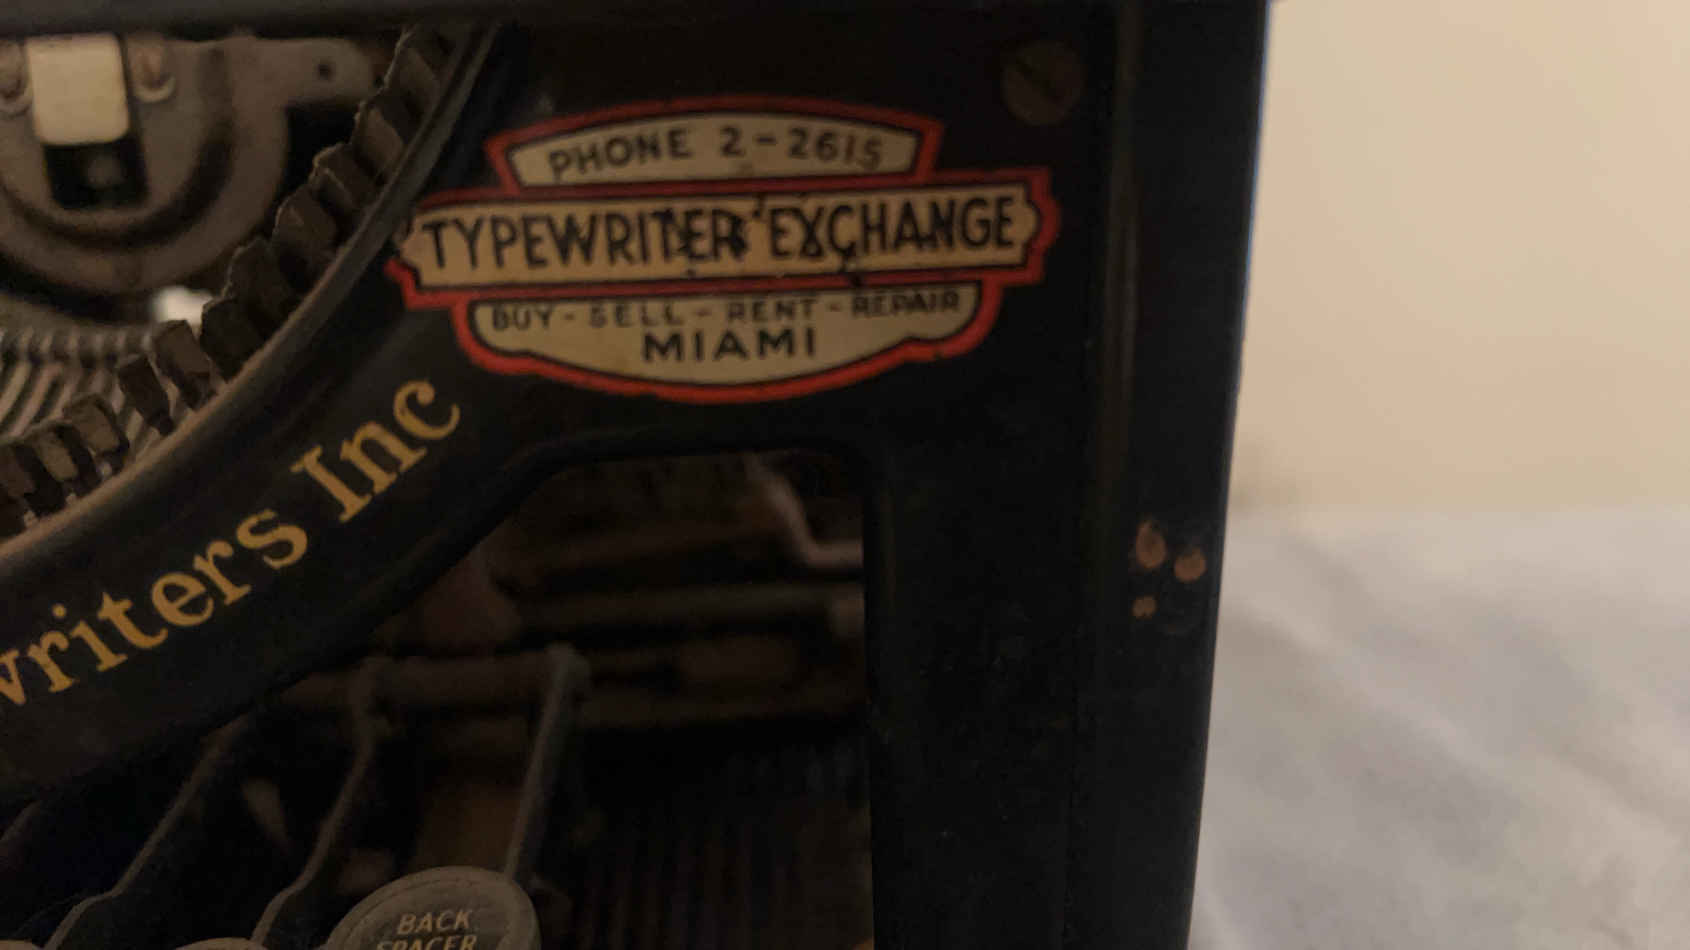 PHONE 2-2615
TYPEWRITER EXCHANGE
BUY - SELL - RENT - REPAIR
MIAMI
writers Inc
BACK
SPACER